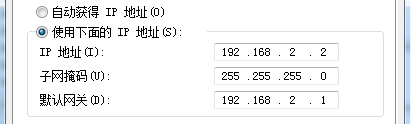 自动获得 IP 地址(O)
使用下面的 IP 地址(S):
IP 地址(I): 192 .168 . 2 . 2
子网掩码(U): 255 .255 .255 . 0
默认网关(D): 192 .168 . 2 . 1